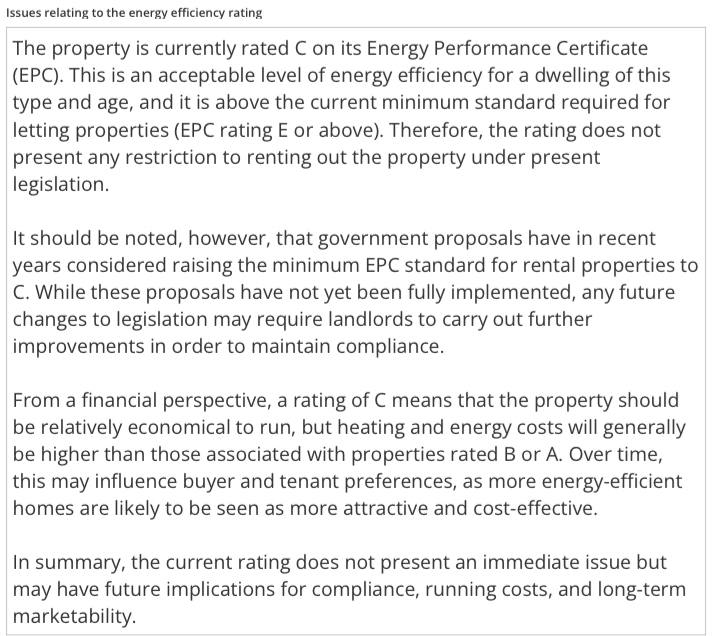 Issues relating to the energy efficiency rating
The property is currently rated C on its Energy Performance Certificate
(EPC). This is an acceptable level of energy efficiency for a dwelling of this
type and age, and it is above the current minimum standard required for
letting properties (EPC rating E or above). Therefore, the rating does not
present any restriction to renting out the property under present
legislation.
It should be noted, however, that government proposals have in recent
years considered raising the minimum EPC standard for rental properties to
C. While these proposals have not yet been fully implemented, any future
changes to legislation may require landlords to carry out further
improvements in order to maintain compliance.
From a financial perspective, a rating of C means that the property should
be relatively economical to run, but heating and energy costs will generally
be higher than those associated with properties rated B or A. Over time,
this may influence buyer and tenant preferences, as more energy-efficient
homes are likely to be seen as more attractive and cost-effective.
In summary, the current rating does not present an immediate issue but
may have future implications for compliance, running costs, and long-term
marketability.